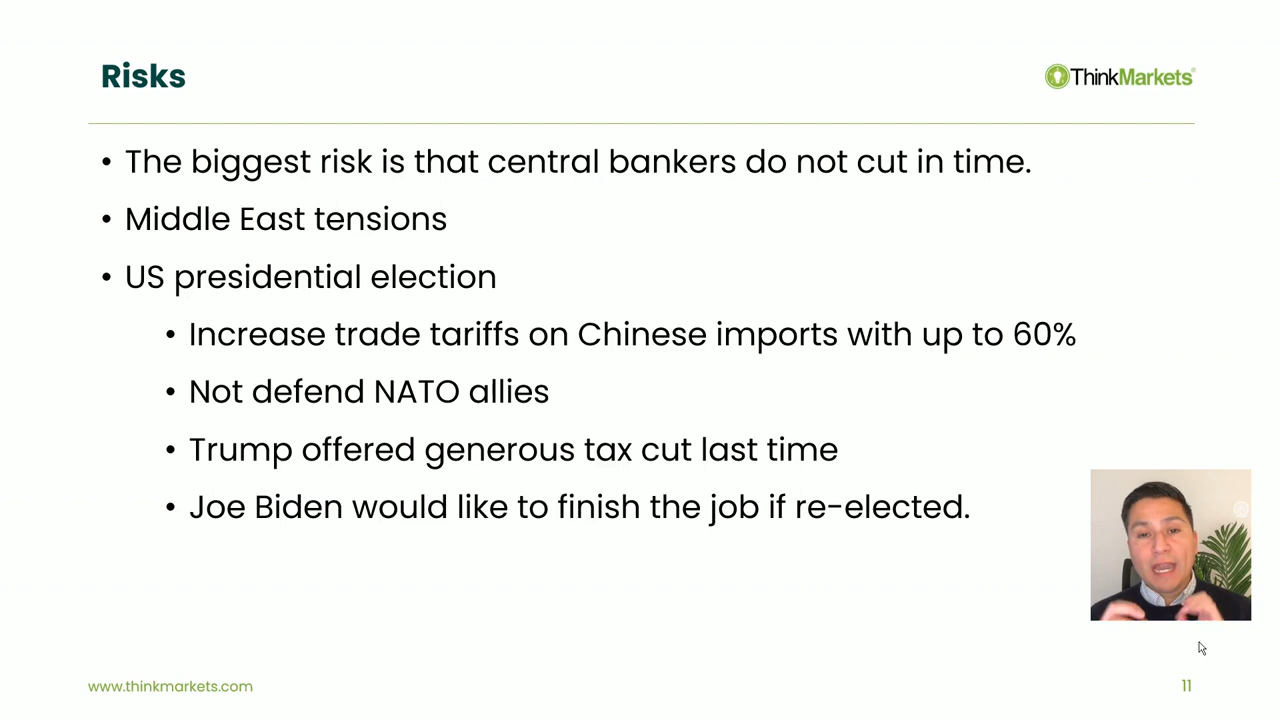 Risks
ThinkMarkets
• The biggest risk is that central bankers do not cut in time.
• Middle East tensions
• US presidential election
• Increase trade tariffs on Chinese imports with up to 60%
• Not defend NATO allies
• Trump offered generous tax cut last time
• Joe Biden would like to finish the job if re-elected.
www.thinkmarkets.com
11